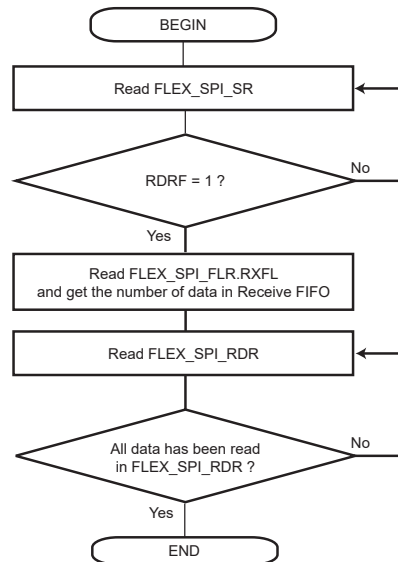 BEGIN
Read FLEX_SPI_SR
RDRF = 1 ?
No
Yes
Read FLEX_SPI_FLR.RXFL
and get the number of data in Receive FIFO
Read FLEX_SPI_RDR
All data has been read
in FLEX_SPI_RDR ?
No
Yes
END